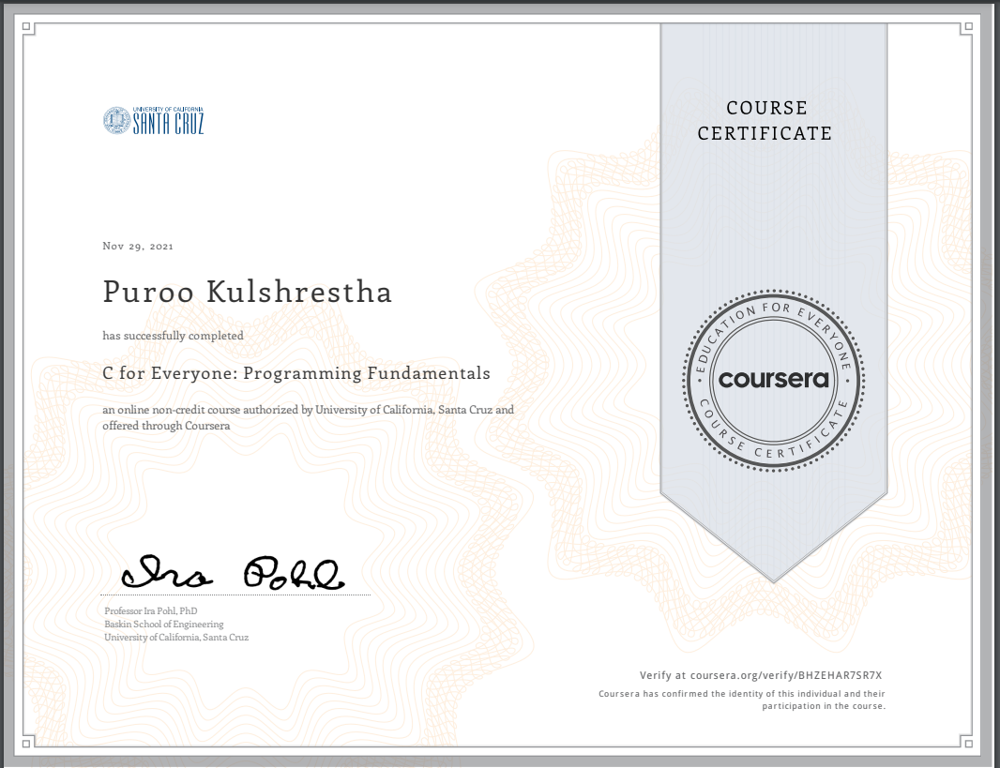 UNIVERSITY OF CALIFORNIA
SANTA CRUZ
COURSE
CERTIFICATE
Nov 29, 2021
Puroo Kulshrestha
has successfully completed
C for Everyone: Programming Fundamentals
an online non-credit course authorized by University of California, Santa Cruz and
offered through Coursera
EDUCATION FOR EVERYONE
coursera
COURSE CERTIFICATE
Ira Pohl
Professor Ira Pohl, PhD
Baskin School of Engineering
University of California, Santa Cruz
Verify at coursera.org/verify/BHZEHAR7SR7X
Coursera has confirmed the identity of this individual and their
participation in the course.